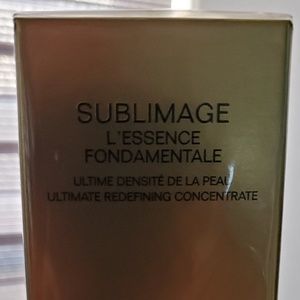 SUBLIMAGE
L'ESSENCE
FONDAMENTALE
ULTIME DENSITÉ DE LA PEAU
ULTIMATE REDEFINING CONCENTRATE